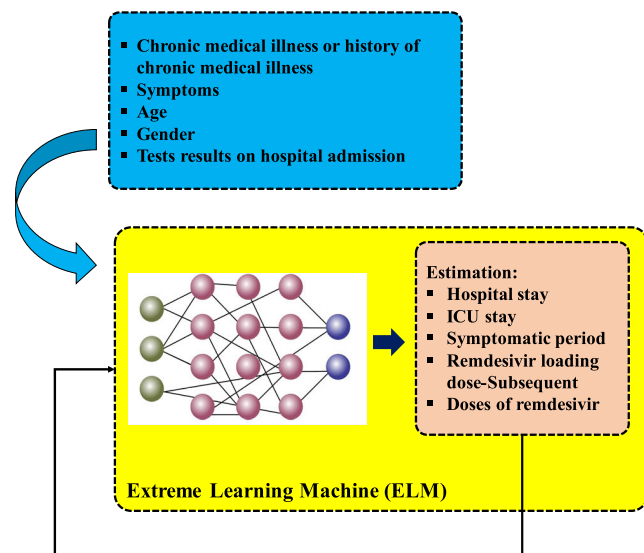 ▪ Chronic medical illness or history of
chronic medical illness
▪ Symptoms
▪ Age
▪ Gender
▪ Tests results on hospital admission
Estimation:
▪ Hospital stay
▪ ICU stay
▪ Symptomatic period
▪ Remdesivir loading
dose-Subsequent
▪ Doses of remdesivir
Extreme Learning Machine (ELM)